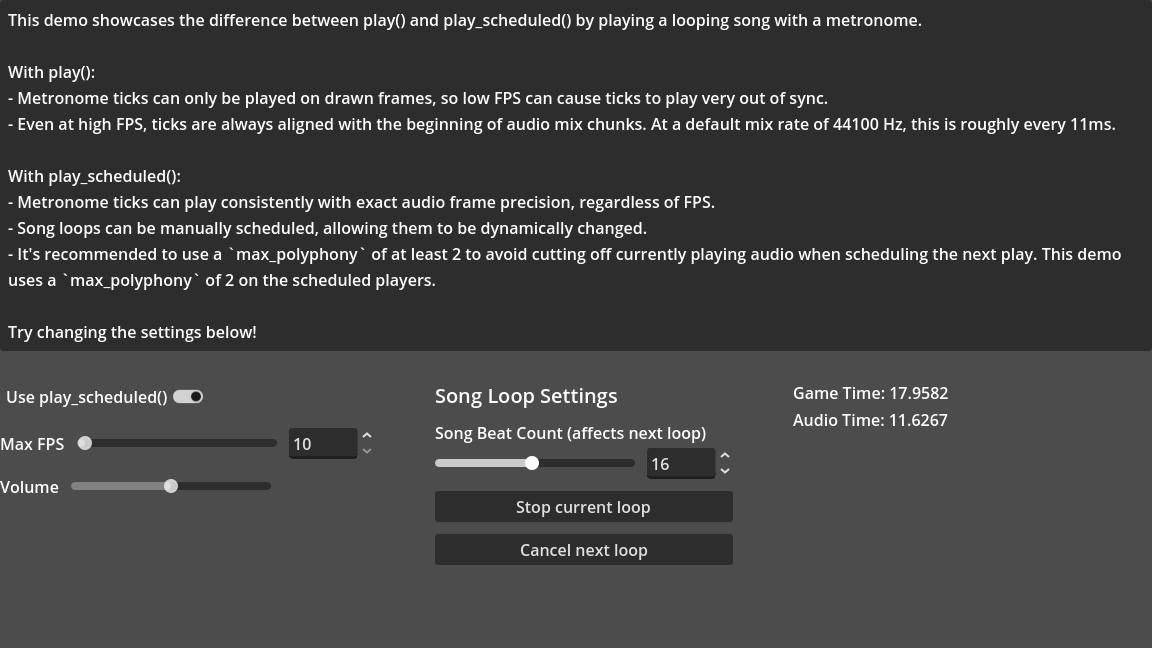 This demo showcases the difference between play() and play_scheduled() by playing a looping song with a metronome.
With play():
- Metronome ticks can only be played on drawn frames, so low FPS can cause ticks to play very out of sync.
- Even at high FPS, ticks are always aligned with the beginning of audio mix chunks. At a default mix rate of 44100 Hz, this is roughly every 11ms.
With play_scheduled():
- Metronome ticks can play consistently with exact audio frame precision, regardless of FPS.
- Song loops can be manually scheduled, allowing them to be dynamically changed.
- It's recommended to use a `max_polyphony` of at least 2 to avoid cutting off currently playing audio when scheduling the next play. This demo
uses a `max_polyphony` of 2 on the scheduled players.
Try changing the settings below!
Use play_scheduled()
Max FPS 10
Volume
Song Loop Settings
Song Beat Count (affects next loop)
16
Stop current loop
Cancel next loop
Game Time: 17.9582
Audio Time: 11.6267